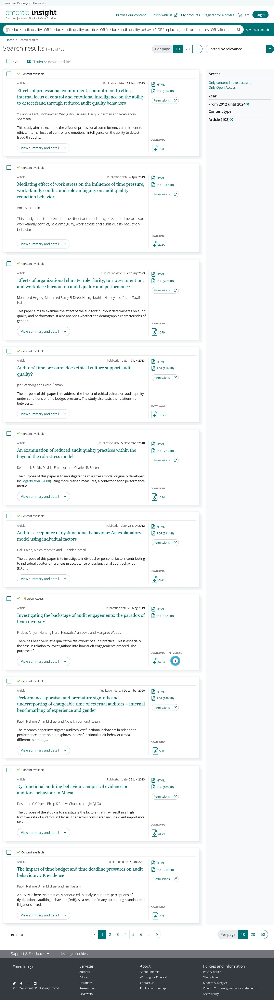 Welcome Diponegoro University
emerald insight
Discover Journals, Books & Case Studies
Browse our content
Publish with us
My products
Register for a profile
Cart
Login
(("reduce audit quality" OR "reduce audit quality practice" OR "reduce audit quality behavior" OR "replacing audit procedures" OR "alterin...
Advanced search
Home / Search results
Search results 1 – 10 of 108
Per page 10 20 50
Sorted by relevance
(0)
Citations: download RIS
Content available
Article
Publication date: 17 March 2023
Effects of professional commitment, commitment to ethics,
internal locus of control and emotional intelligence on the ability
to detect fraud through reduced audit quality behaviors
Yulianti Yulianti, Mohammad Wahyudin Zarkasyi, Harry Suharman and Roebiandini
Soemantri
This study aims to examine the effect of professional commitment, commitment to
ethics, internal locus of control and emotional intelligence on the ability to detect
fraud through...
View summary and detail
HTML
PDF (314 KB)
Permissions
DOWNLOADS
798
Content available
Article
Publication date: 4 April 2019
Mediating effect of work stress on the influence of time pressure,
work–family conflict and role ambiguity on audit quality
reduction behavior
Amir Amiruddin
This study aims to determine the direct and mediating effects of time pressure,
work–family conflict, role ambiguity, work stress and audit quality reduction
behavior.
View summary and detail
HTML
PDF (339 KB)
Permissions
DOWNLOADS
4245
Content available
Article
Publication date: 1 February 2023
Effects of organizational climate, role clarity, turnover intention,
and workplace burnout on audit quality and performance
Mohamed Hegazy, Mohamed Samy El-Deeb, Hosny Ibrahim Hamdy and Yasser Tawfik
Halim
This paper aims to examine the effect of the auditors’ burnout determinates on audit
quality and performance. It also analyses whether the demographic characteristics of
gender...
View summary and detail
HTML
PDF (269 KB)
Permissions
DOWNLOADS
1279
Content available
Article
Publication date: 19 July 2013
Auditors' time pressure: does ethical culture support audit
quality?
Jan Svanberg and Peter Öhman
The purpose of this paper is to address the impact of ethical culture on audit quality
under conditions of time budget pressure. The study also tests the relationship
between...
View summary and detail
HTML
PDF (116 KB)
Permissions
DOWNLOADS
10176
Content available
Article
Publication date: 5 November 2018
An examination of reduced audit quality practices within the
beyond the role stress model
Kenneth J. Smith, David J. Emerson and Charles R. Boster
The purpose of this paper is to investigate the role stress model originally developed
by Fogarty et al. (2000) using more refined measures, a context-specific performance
metric...
View summary and detail
HTML
PDF (723 KB)
Permissions
DOWNLOADS
1284
Content available
Article
Publication date: 25 May 2012
Auditor acceptance of dysfunctional behaviour: An explanatory
model using individual factors
Halil Paino, Malcolm Smith and Zubaidah Ismail
The purpose of this paper is to investigate individual or personal factors contributing
to individual auditor differences in acceptance of dysfunctional audit behaviour
(DAB)...
View summary and detail
HTML
PDF (291 KB)
Permissions
DOWNLOADS
2641
Open Access
Article
Publication date: 28 May 2019
Investigating the backstage of audit engagements: the paradox of
team diversity
Firdaus Amyar, Nunung Nurul Hidayah, Alan Lowe and Margaret Woods
There has been very little qualitative “fieldwork” of audit practice. This is especially
the case in relation to investigations into how audit engagements proceed. The
purpose of...
View summary and detail
HTML
PDF (351 KB)
DOWNLOADS
6724
ALTMETRICS
2
Content available
Article
Publication date: 1 December 2020
Performance appraisal and premature sign-offs and
underreporting of chargeable time of external auditors – internal
benchmarking of experience and gender
Rabih Nehme, Amir Michael and Alcheikh Edmond Kozah
The research paper investigates auditors' dysfunctional behaviors in relation to
performance appraisals. It explores the dysfunctional audit behavior (DAB)
differences among...
View summary and detail
HTML
PDF (149 KB)
Permissions
DOWNLOADS
538
Content available
Article
Publication date: 26 July 2013
Dysfunctional auditing behaviour: empirical evidence on
auditors' behaviour in Macau
Desmond C.Y. Yuen, Philip K.F. Law, Chan Lu and Jie Qi Guan
The purpose of the study is to investigate the factors that may result in a high
turnover rate of auditors in Macau. The factors considered include client importance,
task...
View summary and detail
HTML
PDF (109 KB)
Permissions
DOWNLOADS
3894
Content available
Article
Publication date: 7 June 2021
The impact of time budget and time deadline pressures on audit
behaviour: UK evidence
Rabih Nehme, Amir Michael and Jim Haslam
A survey is here systematically conducted to analyse auditors’ perceptions of
dysfunctional auditing behaviour (DAB). As a result of many accounting scandals and
litigations faced...
View summary and detail
HTML
PDF (213 KB)
Permissions
DOWNLOADS
739
Access
Only content I have access to
Only Open Access
Year
From 2012 until 2024
Content type
Article (108)
1 – 10 of 108
1 2 3 4 5 6 ...
Per page 10 20 50
Support & Feedback
Manage cookies
Emerald logo
© 2024 Emerald Publishing Limited
Services
Authors
Editors
Librarians
Researchers
Reviewers
About
About Emerald
Working for Emerald
Contact us
Publication sitemap
Policies and information
Privacy notice
Site policies
Modern Slavery Act
Chair of Trustees governance statement
Accessibility